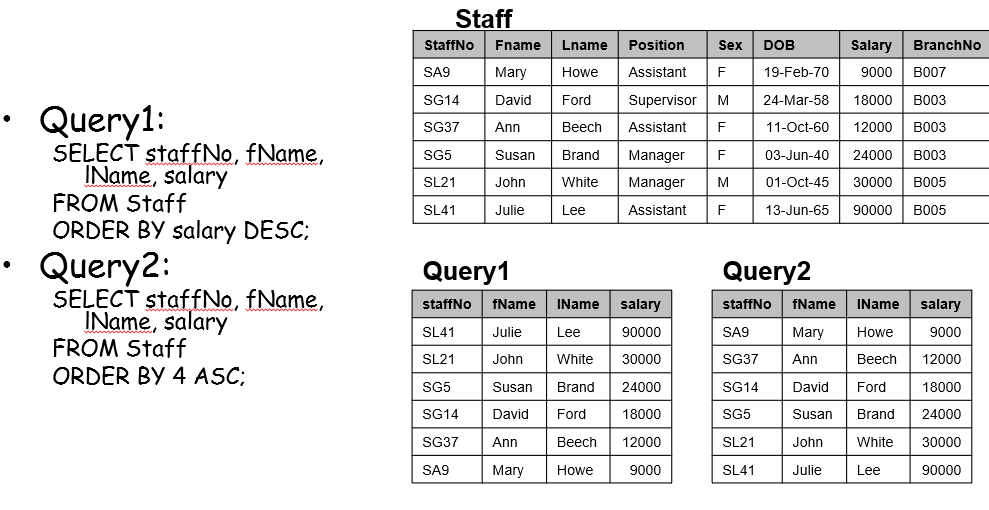 • Query1:
SELECT staffNo, fName,
lName, salary
FROM Staff
ORDER BY salary DESC;
• Query2:
SELECT staffNo, fName,
lName, salary
FROM Staff
ORDER BY 4 ASC;
Staff
StaffNo Fname Lname Position Sex DOB Salary BranchNo
SA9 Mary Howe Assistant F 19-Feb-70 9000 B007
SG14 David Ford Supervisor M 24-Mar-58 18000 B003
SG37 Ann Beech Assistant F 11-Oct-60 12000 B003
SG5 Susan Brand Manager F 03-Jun-40 24000 B003
SL21 John White Manager M 01-Oct-45 30000 B005
SL41 Julie Lee Assistant F 13-Jun-65 90000 B005
Query1
staffNo fName lName salary
SL41 Julie Lee 90000
SL21 John White 30000
SG5 Susan Brand 24000
SG14 David Ford 18000
SG37 Ann Beech 12000
SA9 Mary Howe 9000
Query2
staffNo fName lName salary
SA9 Mary Howe 9000
SG37 Ann Beech 12000
SG14 David Ford 18000
SG5 Susan Brand 24000
SL21 John White 30000
SL41 Julie Lee 90000